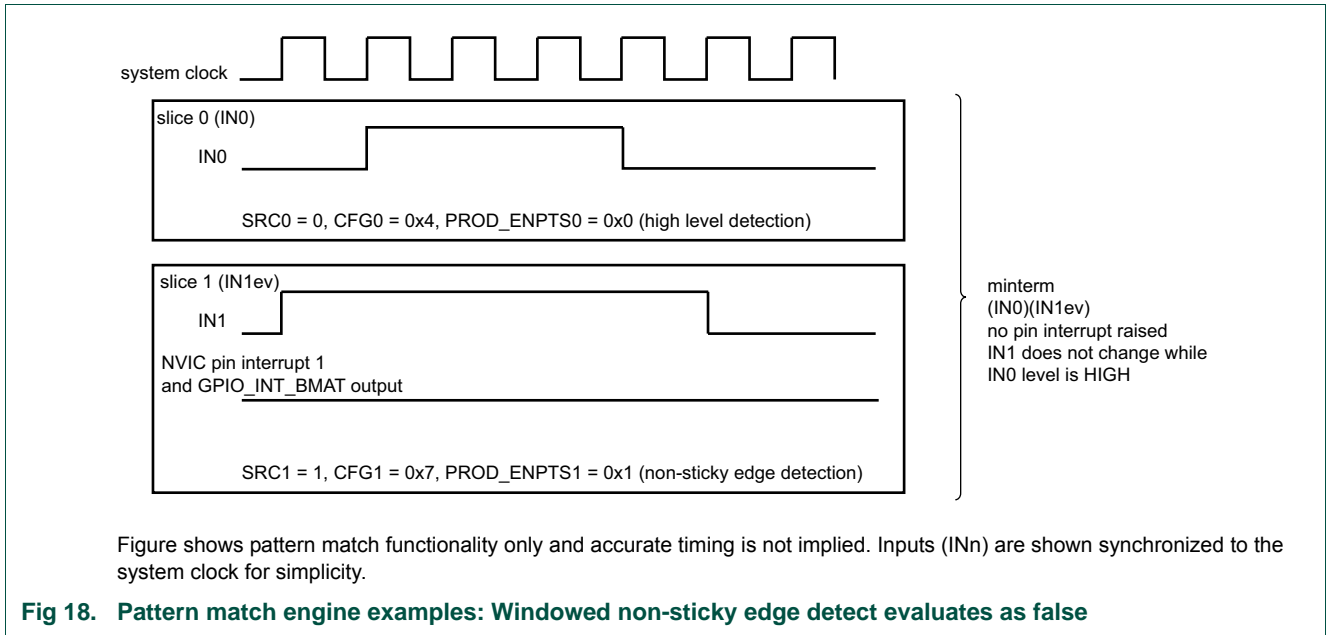 system clock
slice 0 (IN0)
IN0
SRC0 = 0, CFG0 = 0x4, PROD_ENPTS0 = 0x0 (high level detection)
slice 1 (IN1ev)
IN1
NVIC pin interrupt 1
and GPIO_INT_BMAT output
SRC1 = 1, CFG1 = 0x7, PROD_ENPTS1 = 0x1 (non-sticky edge detection)
minterm
(IN0)(IN1ev)
no pin interrupt raised
IN1 does not change while
IN0 level is HIGH
Figure shows pattern match functionality only and accurate timing is not implied. Inputs (INn) are shown synchronized to the
system clock for simplicity.
Fig 18. Pattern match engine examples: Windowed non-sticky edge detect evaluates as false